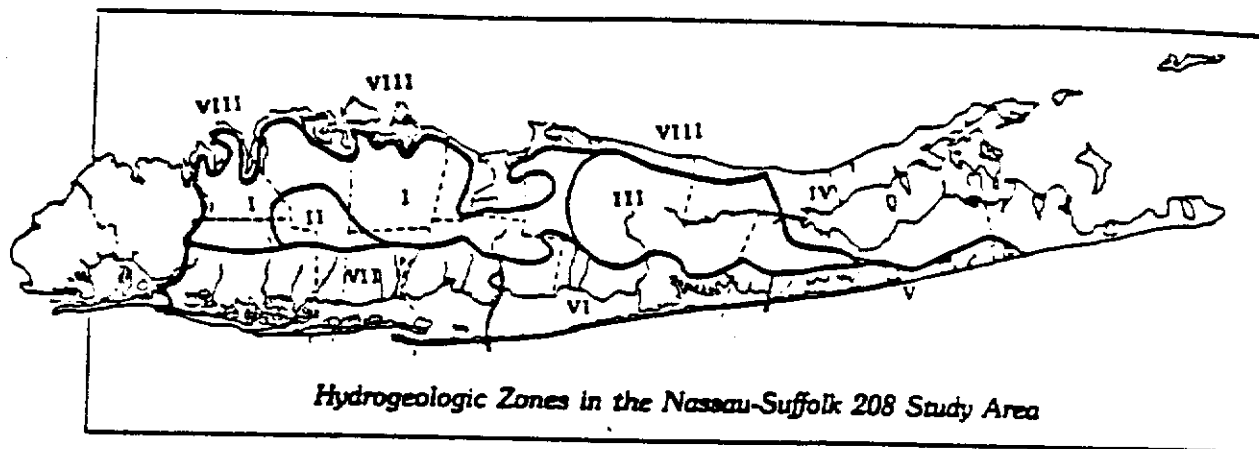 VIII
VIII
VIII
I
II
I
III
IV
VII
VI
V
Hydrogeologic Zones in the Nassau-Suffolk 208 Study Area